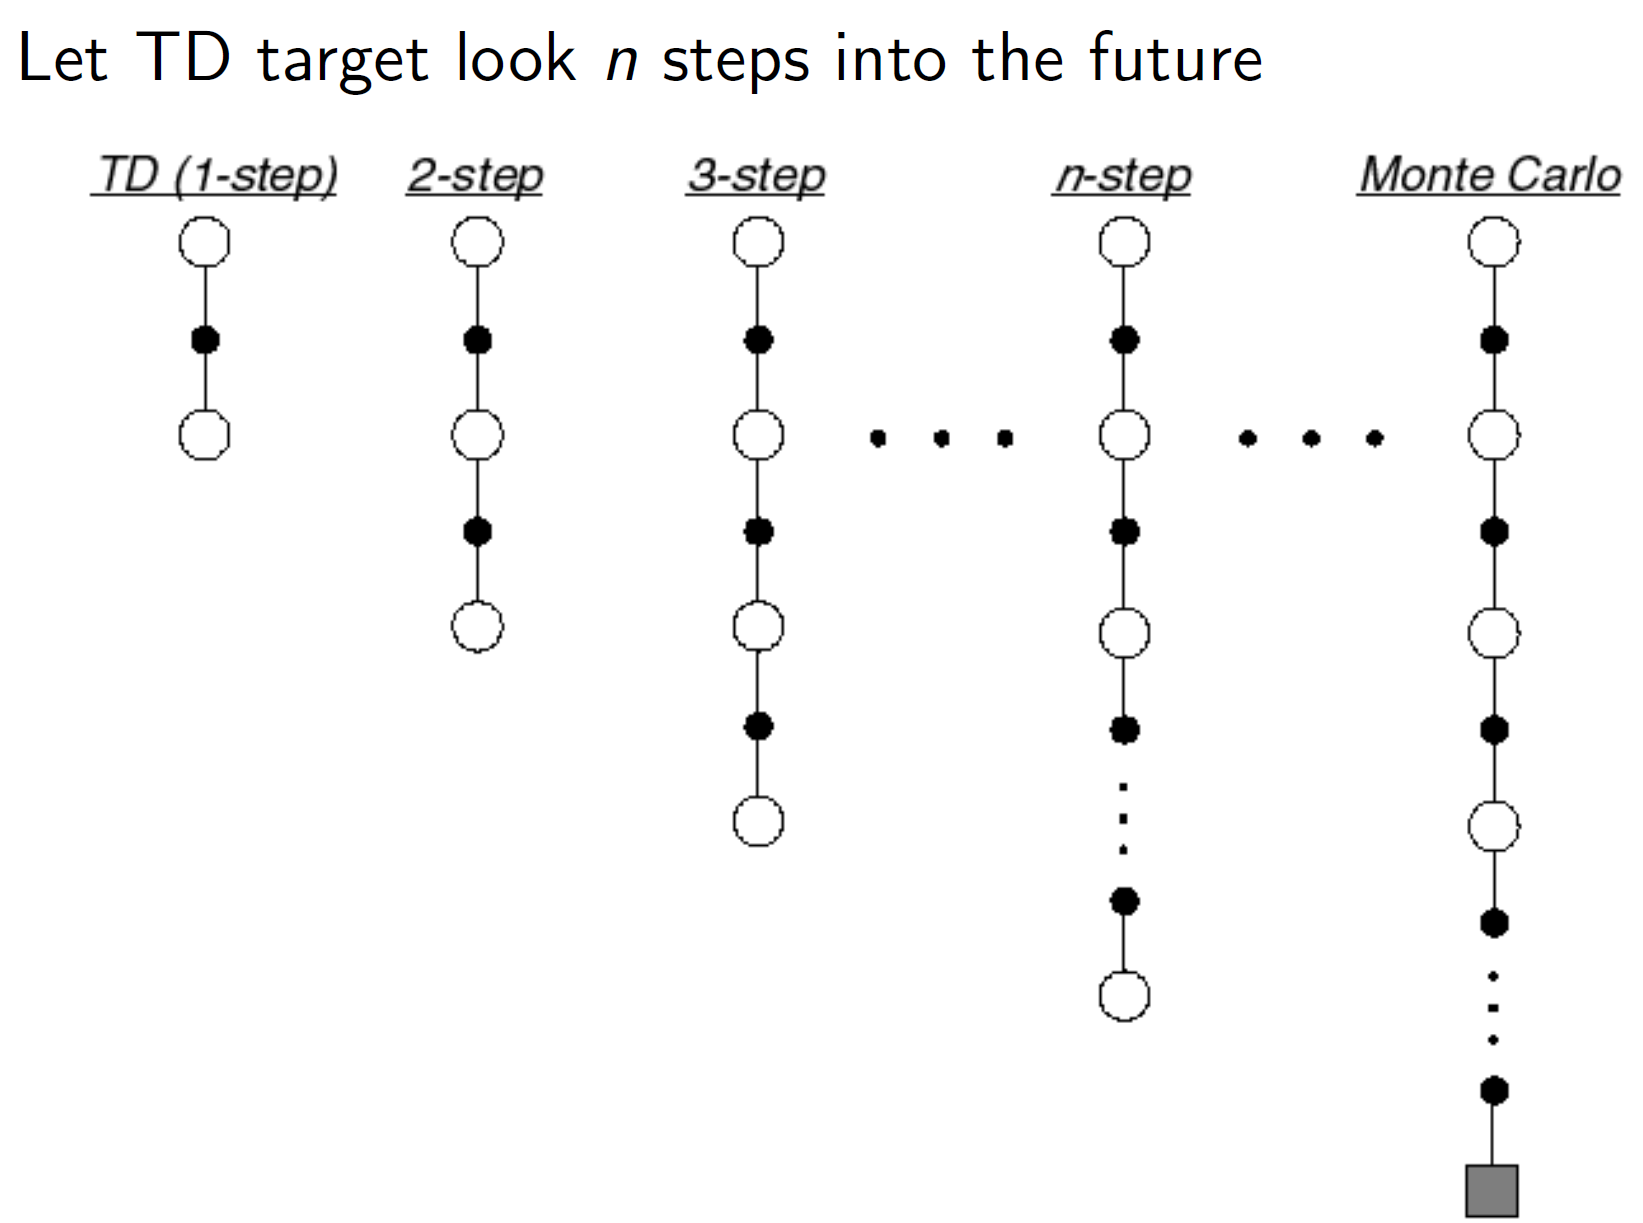 Let TD target look n steps into the future
TD (1-step) 2-step 3-step n-step Monte Carlo